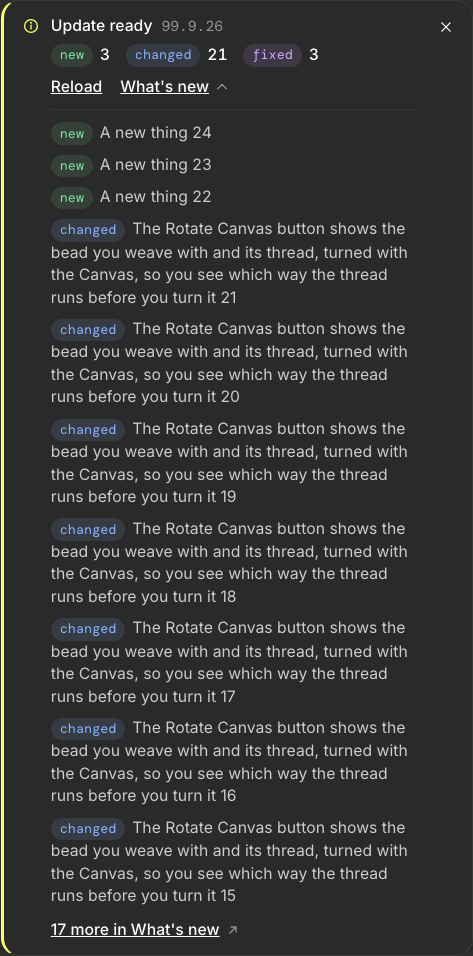 Update ready 99.9.26
new 3 changed 21 fixed 3
Reload What's new
new A new thing 24
new A new thing 23
new A new thing 22
changed The Rotate Canvas button shows the
bead you weave with and its thread, turned with
the Canvas, so you see which way the thread
runs before you turn it 21
changed The Rotate Canvas button shows the
bead you weave with and its thread, turned with
the Canvas, so you see which way the thread
runs before you turn it 20
changed The Rotate Canvas button shows the
bead you weave with and its thread, turned with
the Canvas, so you see which way the thread
runs before you turn it 19
changed The Rotate Canvas button shows the
bead you weave with and its thread, turned with
the Canvas, so you see which way the thread
runs before you turn it 18
changed The Rotate Canvas button shows the
bead you weave with and its thread, turned with
the Canvas, so you see which way the thread
runs before you turn it 17
changed The Rotate Canvas button shows the
bead you weave with and its thread, turned with
the Canvas, so you see which way the thread
runs before you turn it 16
changed The Rotate Canvas button shows the
bead you weave with and its thread, turned with
the Canvas, so you see which way the thread
runs before you turn it 15
17 more in What's new